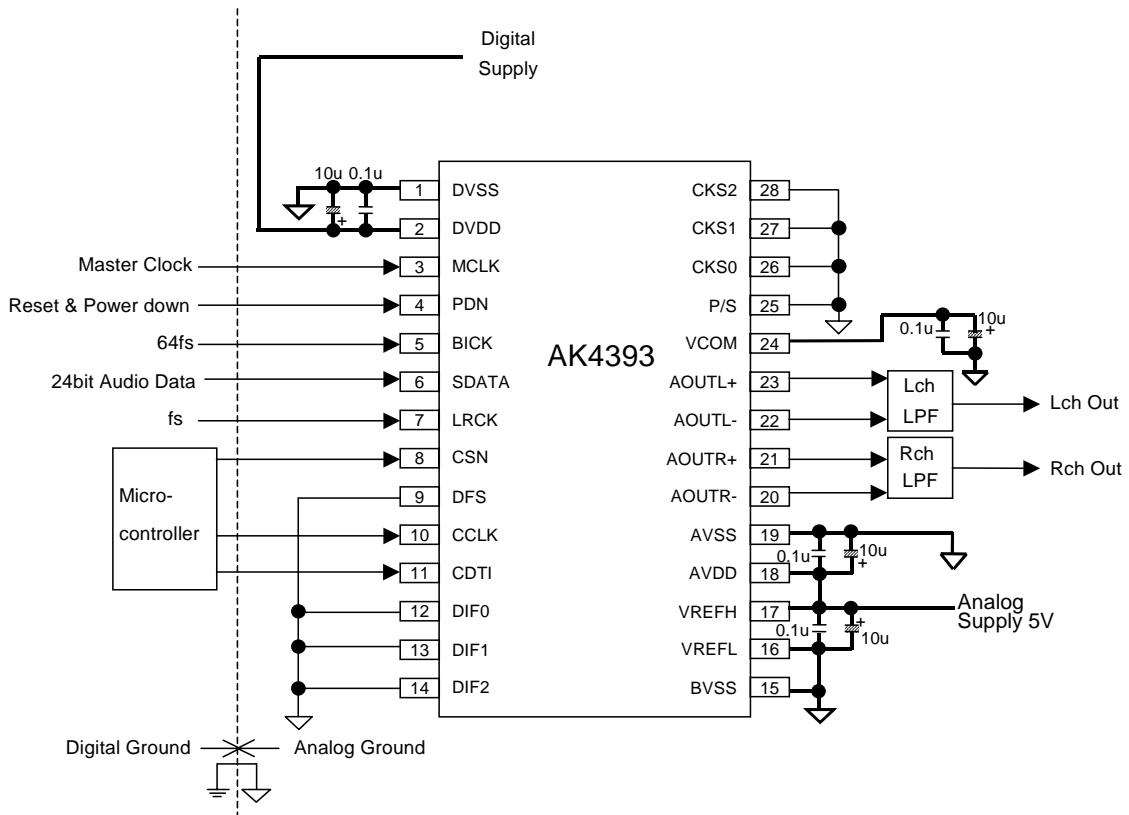 Digital
Supply
10u 0.1u
1 DVSS CKS2 28
2 DVDD CKS1 27
Master Clock 3 MCLK CKS0 26
Reset & Power down 4 PDN P/S 25
64fs 5 BICK VCOM 24 0.1u 10u
AK4393
24bit Audio Data 6 SDATA AOUTL+ 23 Lch Lch Out
fs 7 LRCK AOUTL- 22 LPF
8 CSN AOUTR+ 21 Rch Rch Out
Micro- 9 DFS AOUTR- 20 LPF
controller 10 CCLK AVSS 19
0.1u 10u
11 CDTI AVDD 18
12 DIF0 VREFH 17 Analog
0.1u 10u Supply 5V
13 DIF1 VREFL 16
14 DIF2 BVSS 15
Digital Ground Analog Ground
+
+
+
+